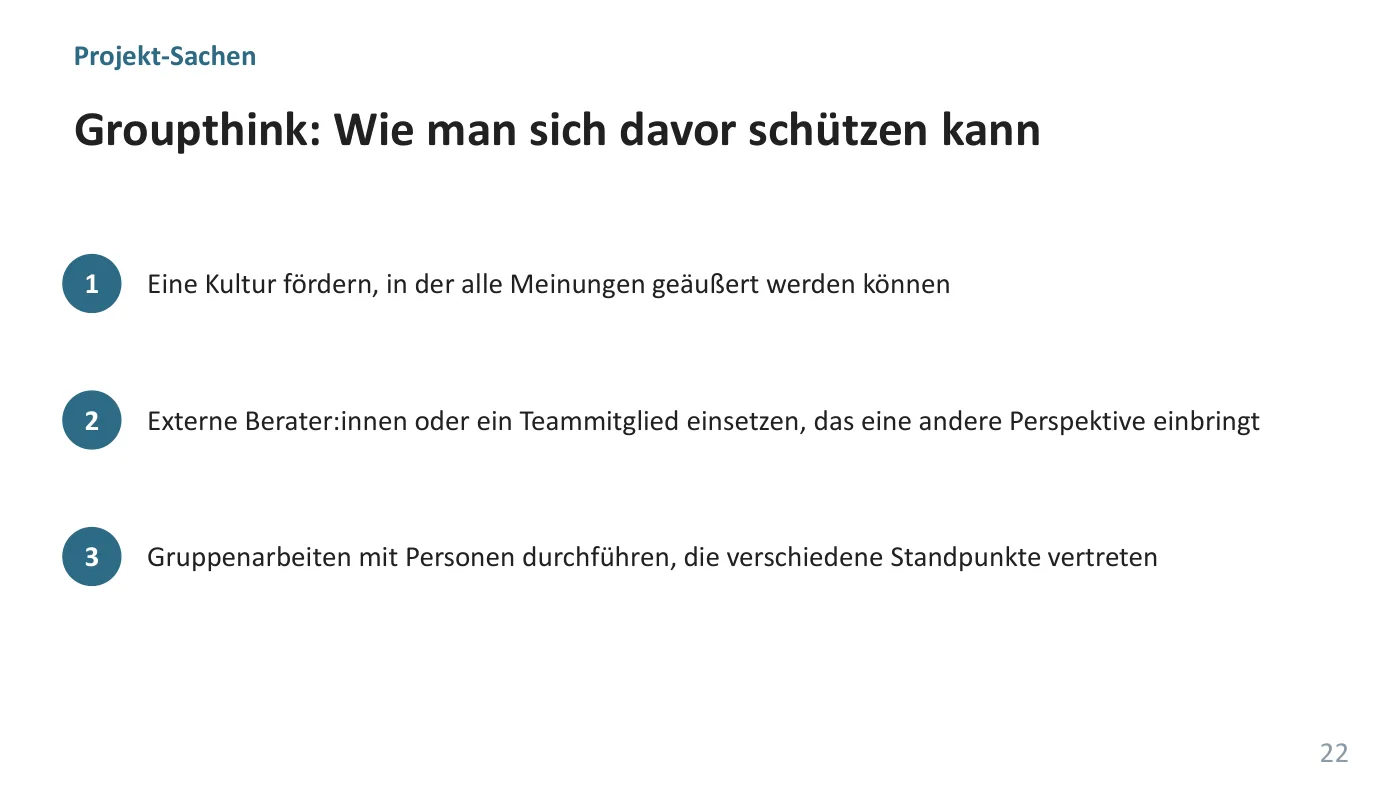 Projekt-Sachen
Groupthink: Wie man sich davor schützen kann
1 Eine Kultur fördern, in der alle Meinungen geäußert werden können
2 Externe Berater:innen oder ein Teammitglied einsetzen, das eine andere Perspektive einbringt
3 Gruppenarbeiten mit Personen durchführen, die verschiedene Standpunkte vertreten
22